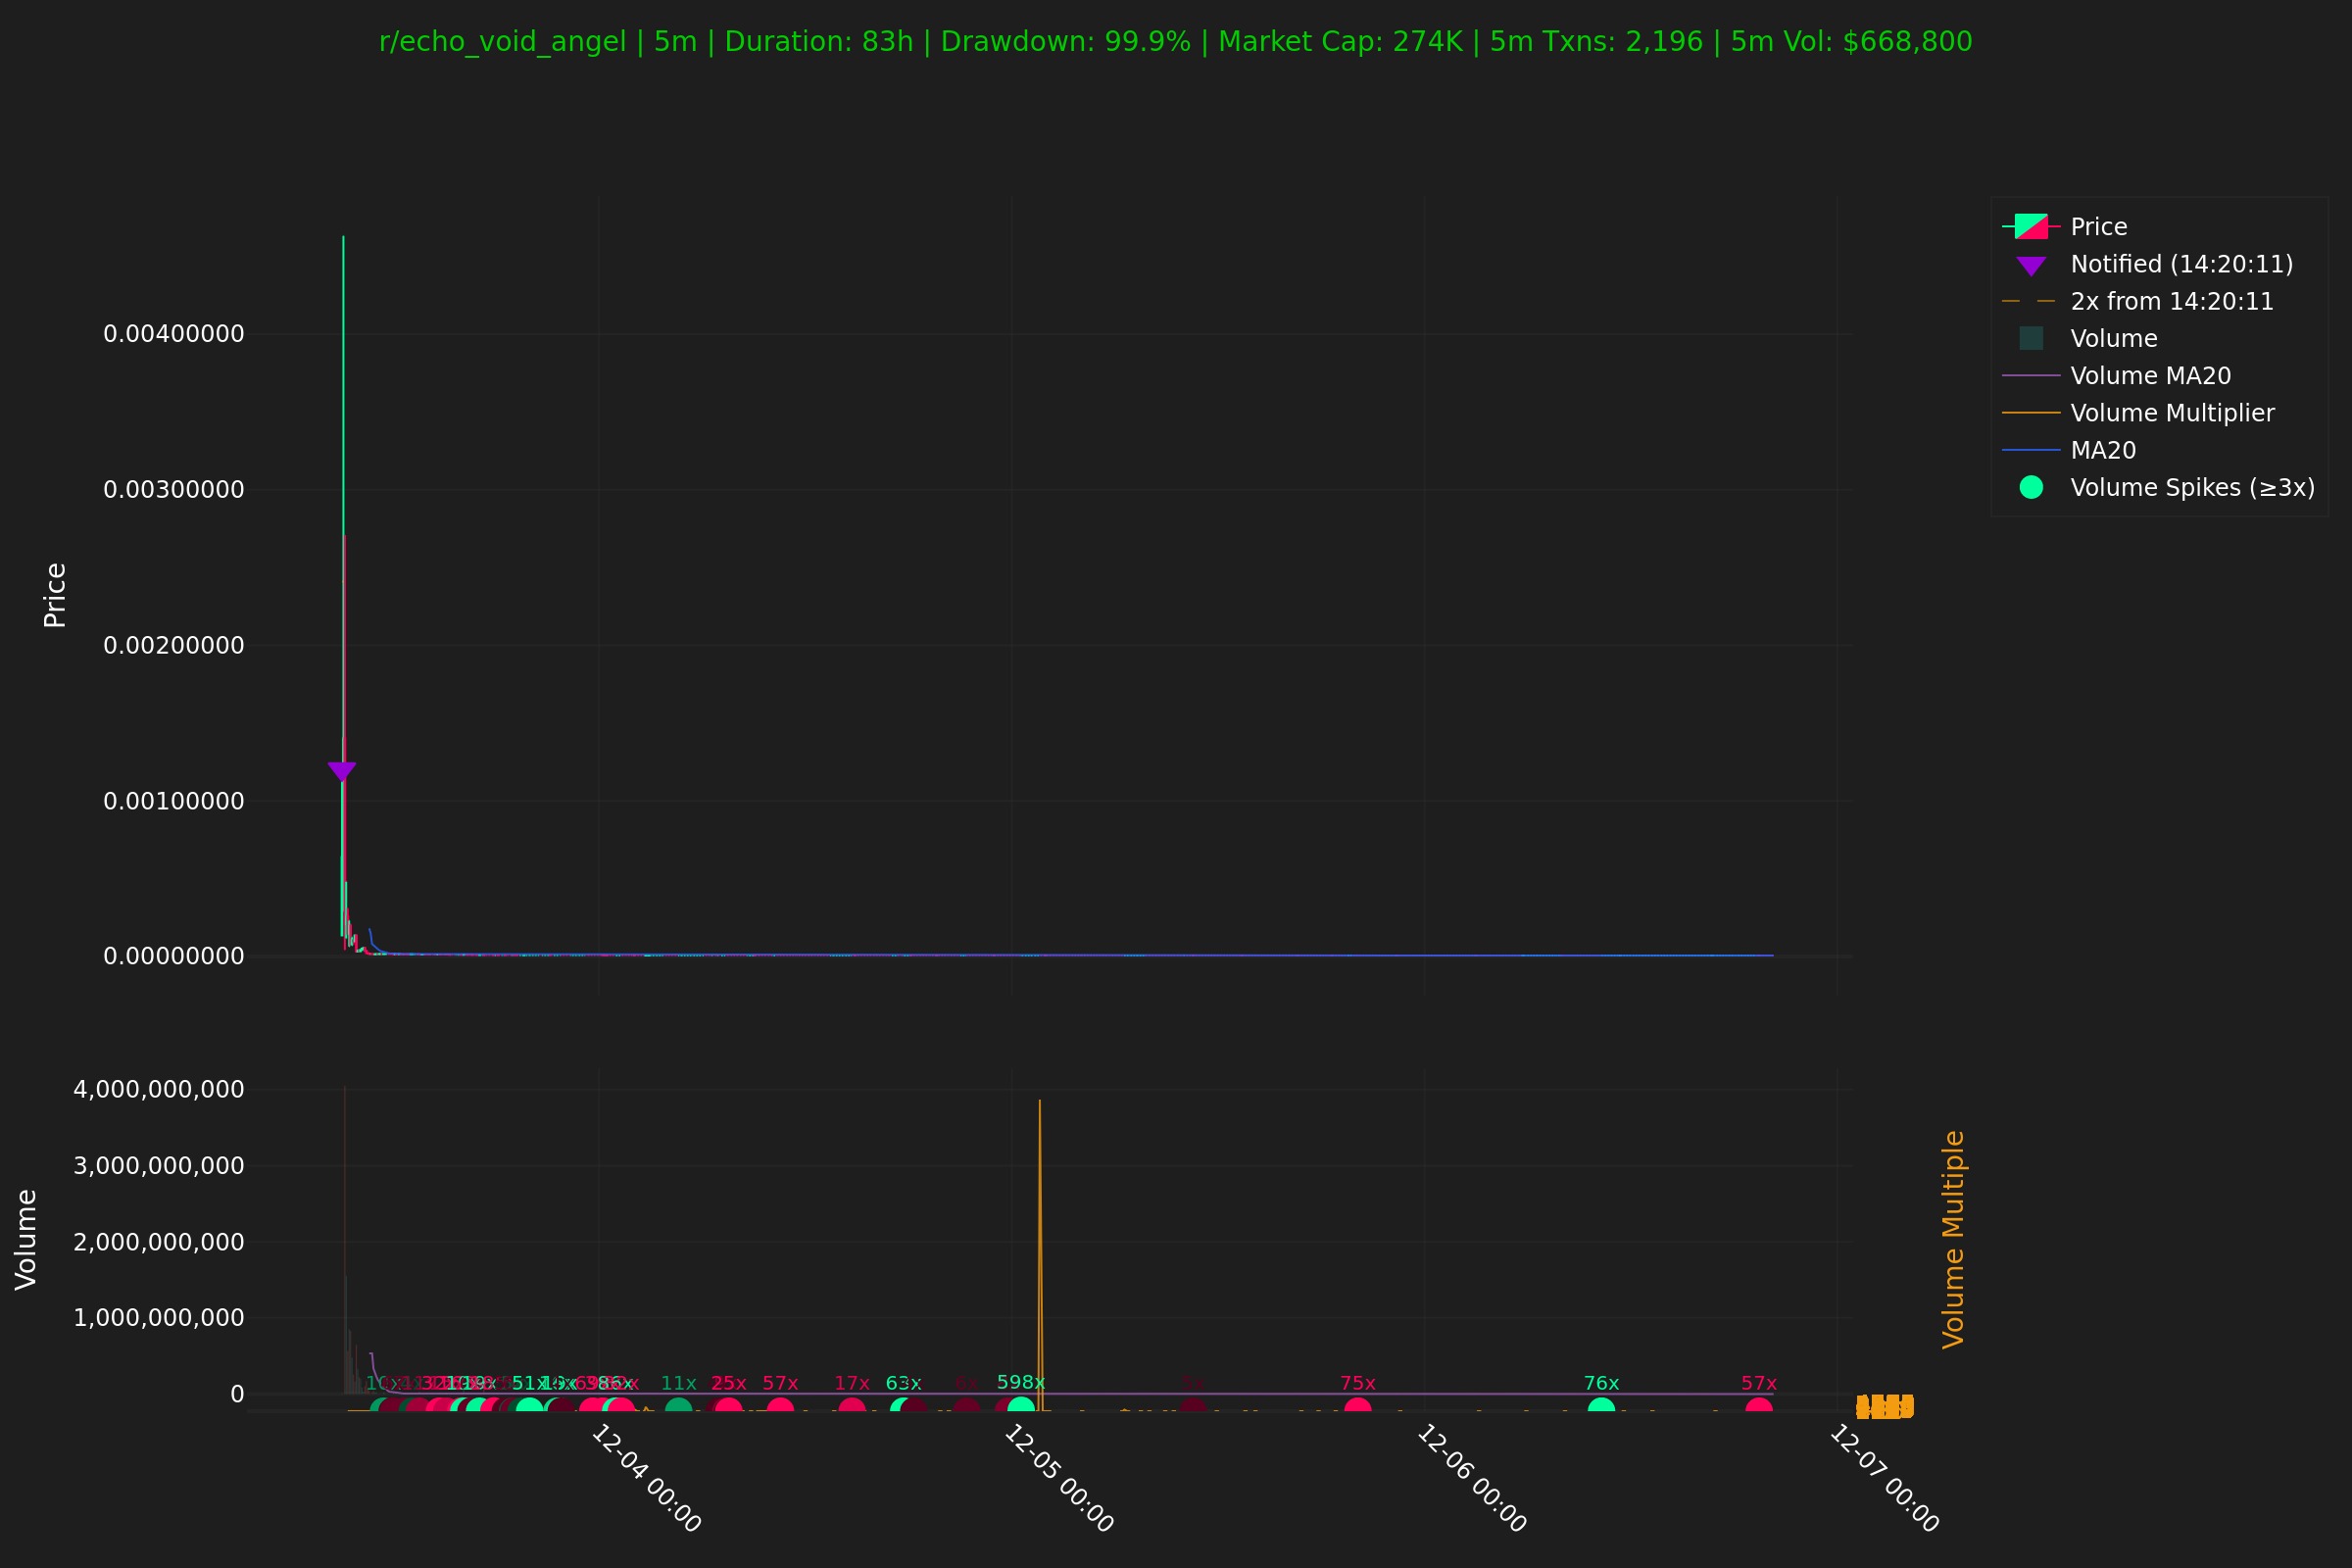 r/echo_void_angel | 5m | Duration: 83h | Drawdown: 99.9% | Market Cap: 274K | 5m Txns: 2,196 | 5m Vol: $668,800
Price
Notified (14:20:11)
2x from 14:20:11
Volume
Volume MA20
Volume Multiplier
MA20
Volume Spikes (≥3x)
Price
0.00400000
0.00300000
0.00200000
0.00100000
0.00000000
Volume
4,000,000,000
3,000,000,000
2,000,000,000
1,000,000,000
0
Volume Multiple
51x
11x
25x
57x
17x
63x
598x
75x
76x
57x
12-04 00:00
12-05 00:00
12-06 00:00
12-07 00:00